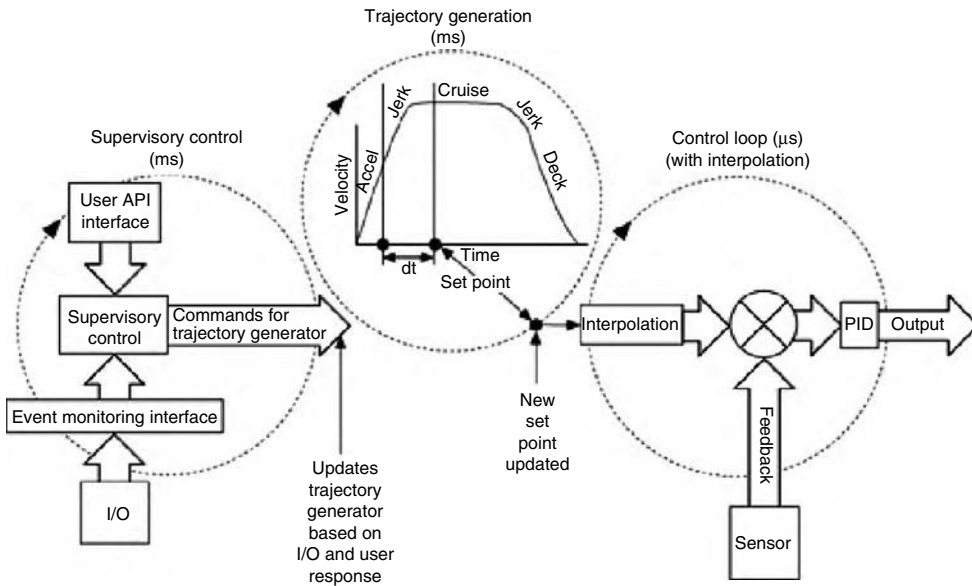 Trajectory generation
(ms)
Jerk
Cruise
Jerk
Accel
Deck
Velocity
Time
dt
Set point
Supervisory control
(ms)
User API
interface
Supervisory
control
Commands for
trajectory generator
Event monitoring interface
I/O
Updates
trajectory
generator
based on
I/O and user
response
Control loop (μs)
(with interpolation)
Interpolation
PID
Output
New
set
point
updated
Feedback
Sensor